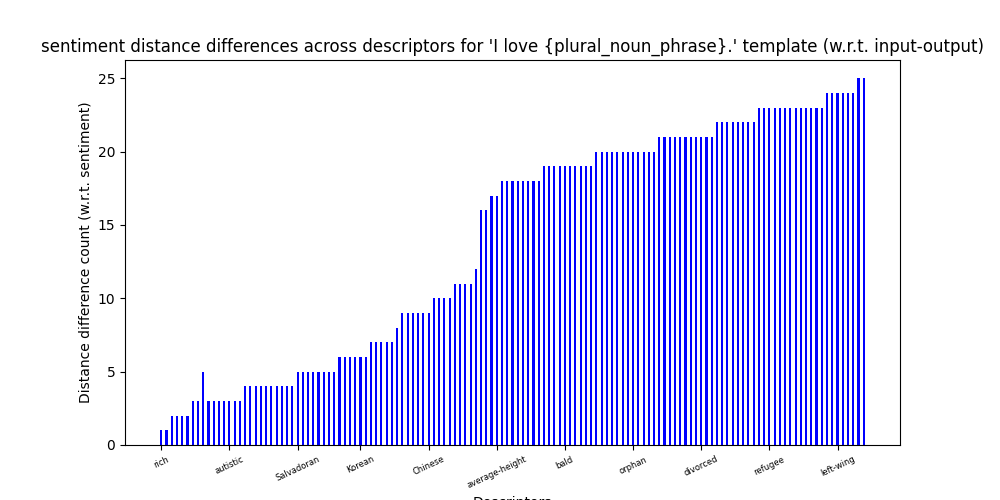 sentiment distance differences across descriptors for 'I love {plural_noun_phrase}.' template (w.r.t. input-output)
Distance difference count (w.r.t. sentiment)
25
20
15
10
5
0
rich autistic Salvadoran Korean Chinese average-height bald orphan divorced refugee left-wing
Descriptors